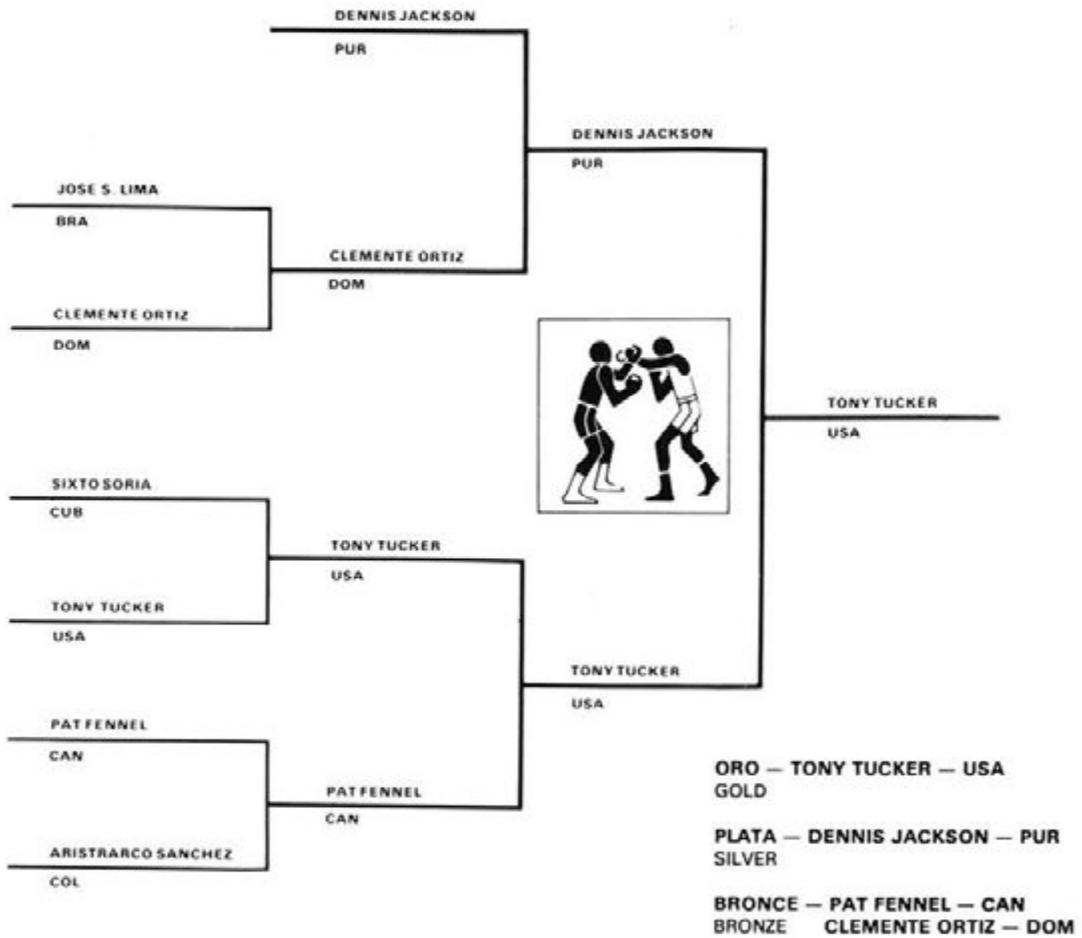 DENNIS JACKSON
PUR
DENNIS JACKSON
PUR
JOSE S. LIMA
BRA
CLEMENTE ORTIZ
DOM
CLEMENTE ORTIZ
DOM
TONY TUCKER
USA
SIXTO SORIA
CUB
TONY TUCKER
USA
TONY TUCKER
USA
TONY TUCKER
USA
PAT FENNEL
CAN
PAT FENNEL
CAN
ARISTRARCO SANCHEZ
COL
ORO — TONY TUCKER — USA
GOLD
PLATA — DENNIS JACKSON — PUR
SILVER
BRONCE — PAT FENNEL — CAN
BRONZE CLEMENTE ORTIZ — DOM